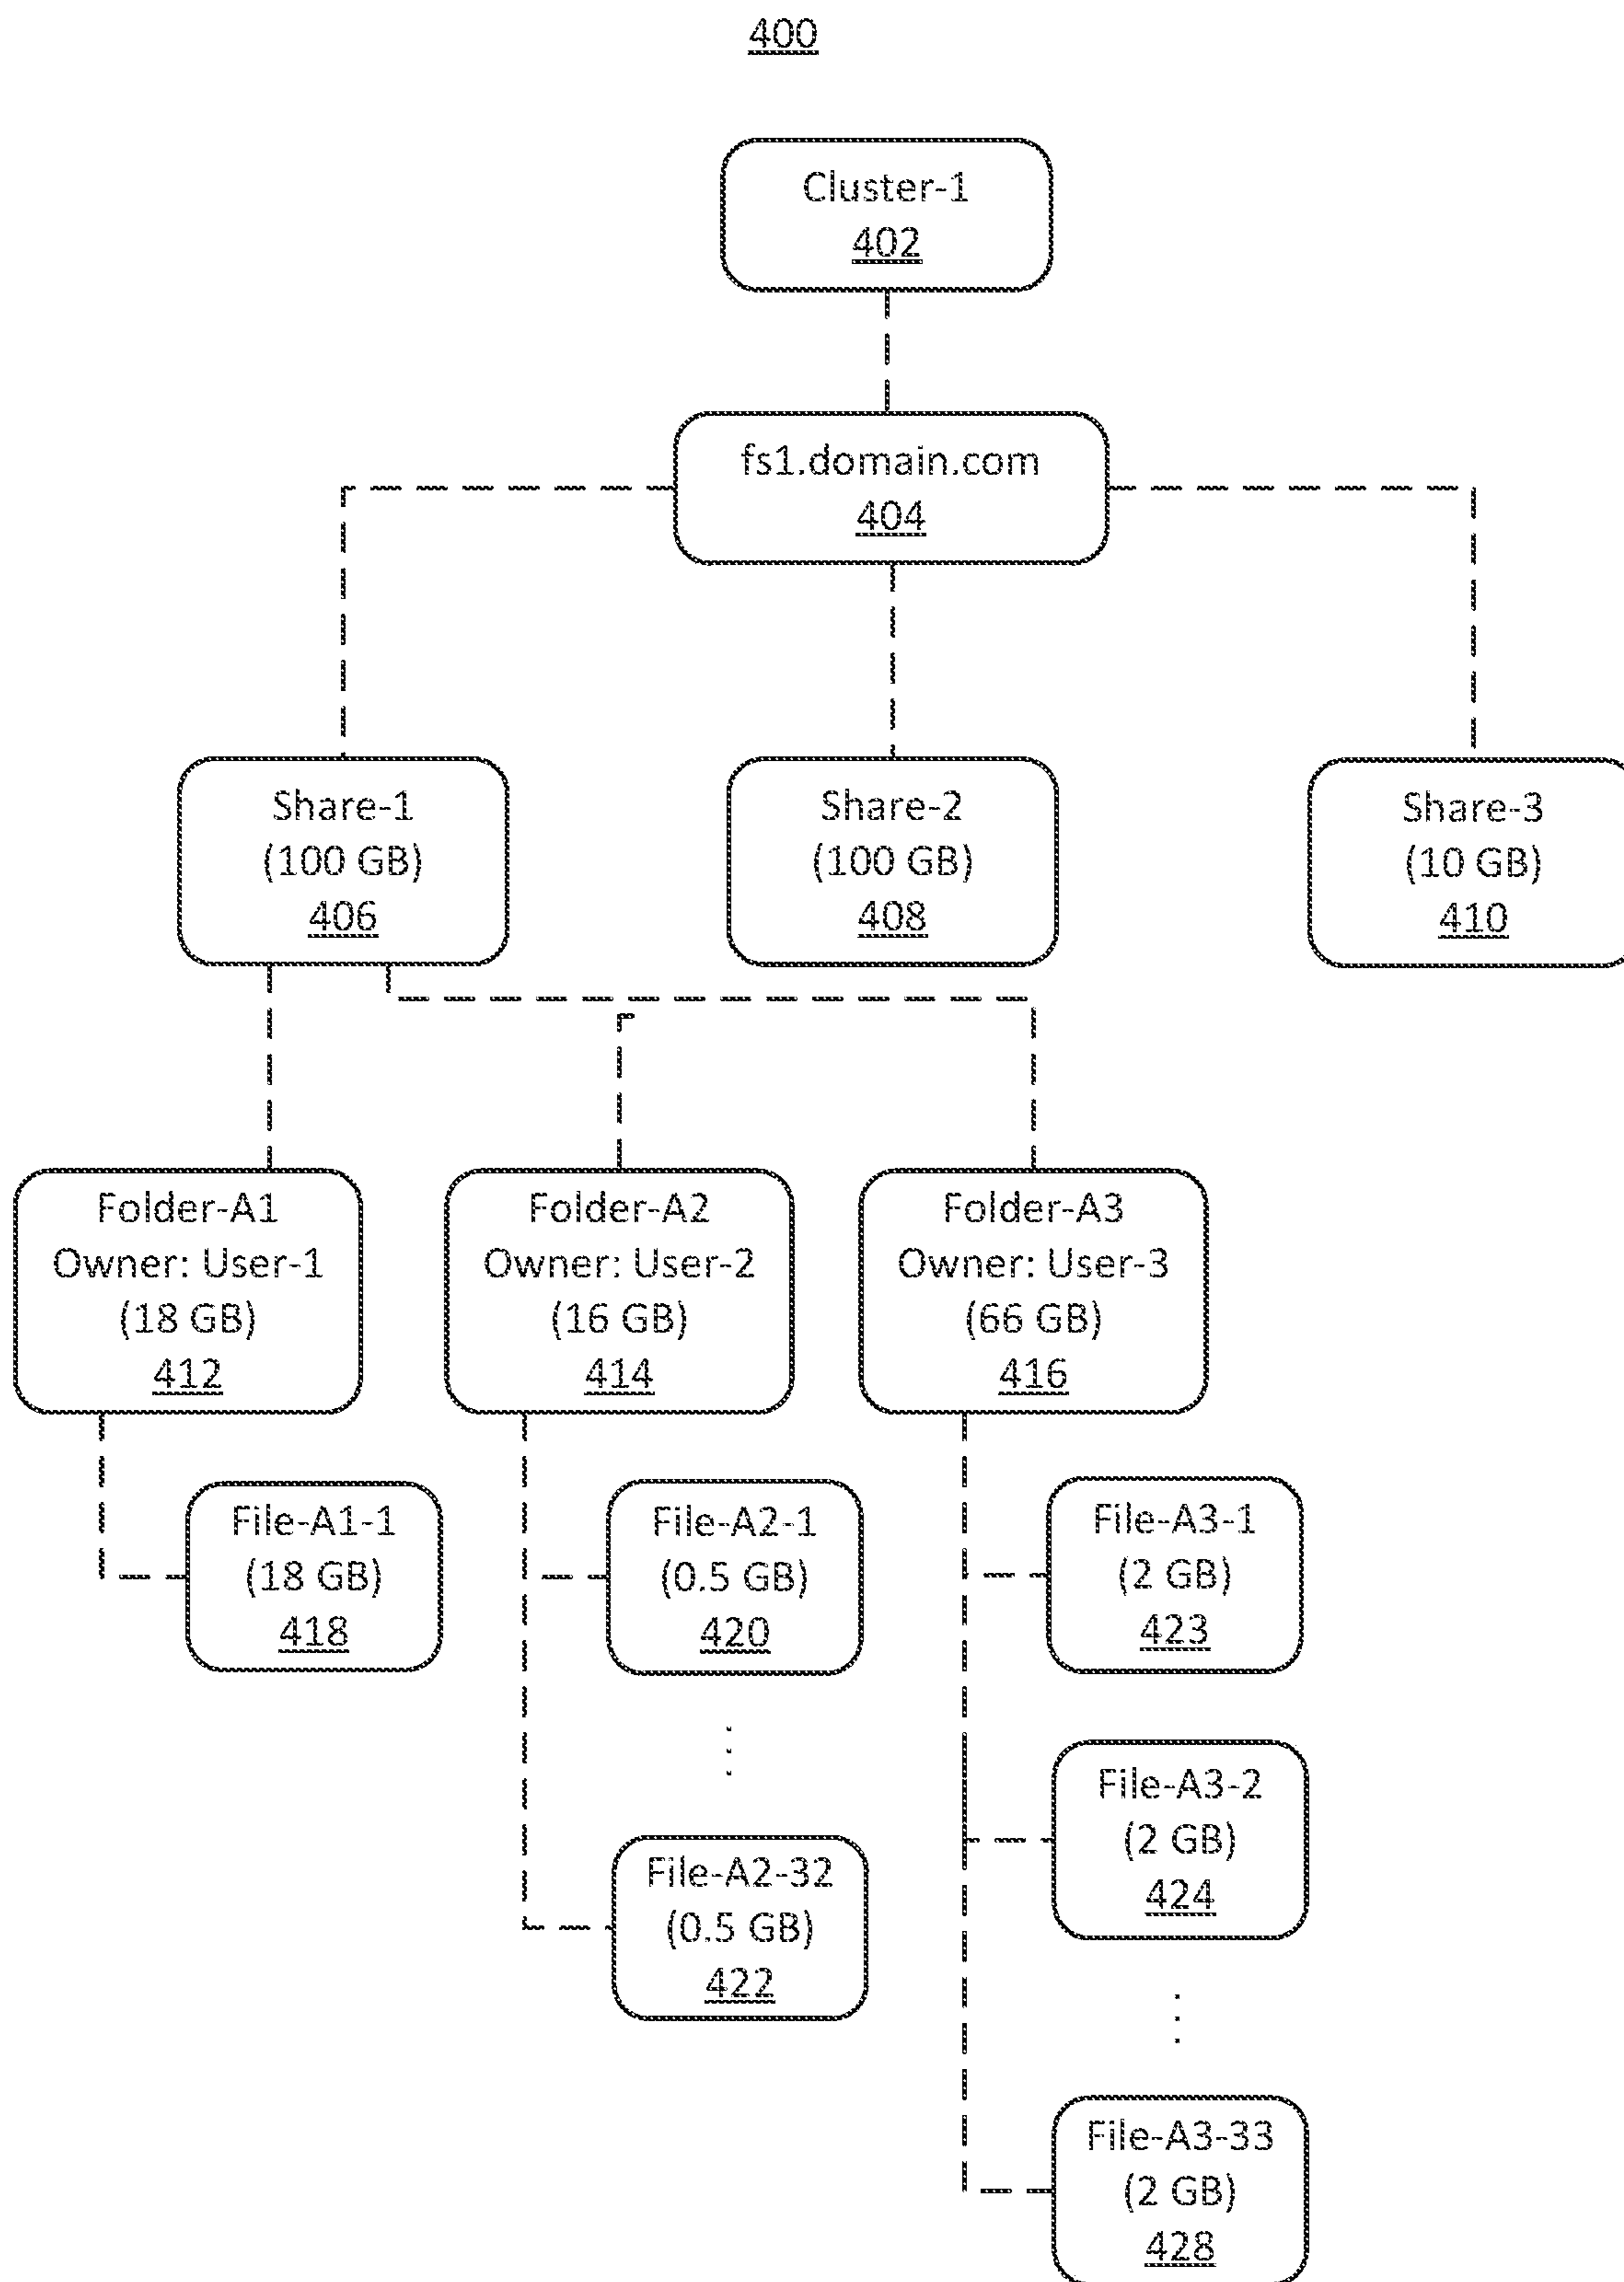 400
Cluster-1
402
fs1.domain.com
404
Share-1
(100 GB)
406
Share-2
(100 GB)
408
Share-3
(10 GB)
410
Folder-A1
Owner: User-1
(18 GB)
412
Folder-A2
Owner: User-2
(16 GB)
414
Folder-A3
Owner: User-3
(66 GB)
416
File-A1-1
(18 GB)
418
File-A2-1
(0.5 GB)
420
File-A3-1
(2 GB)
423
File-A3-2
(2 GB)
424
File-A2-32
(0.5 GB)
422
File-A3-33
(2 GB)
428